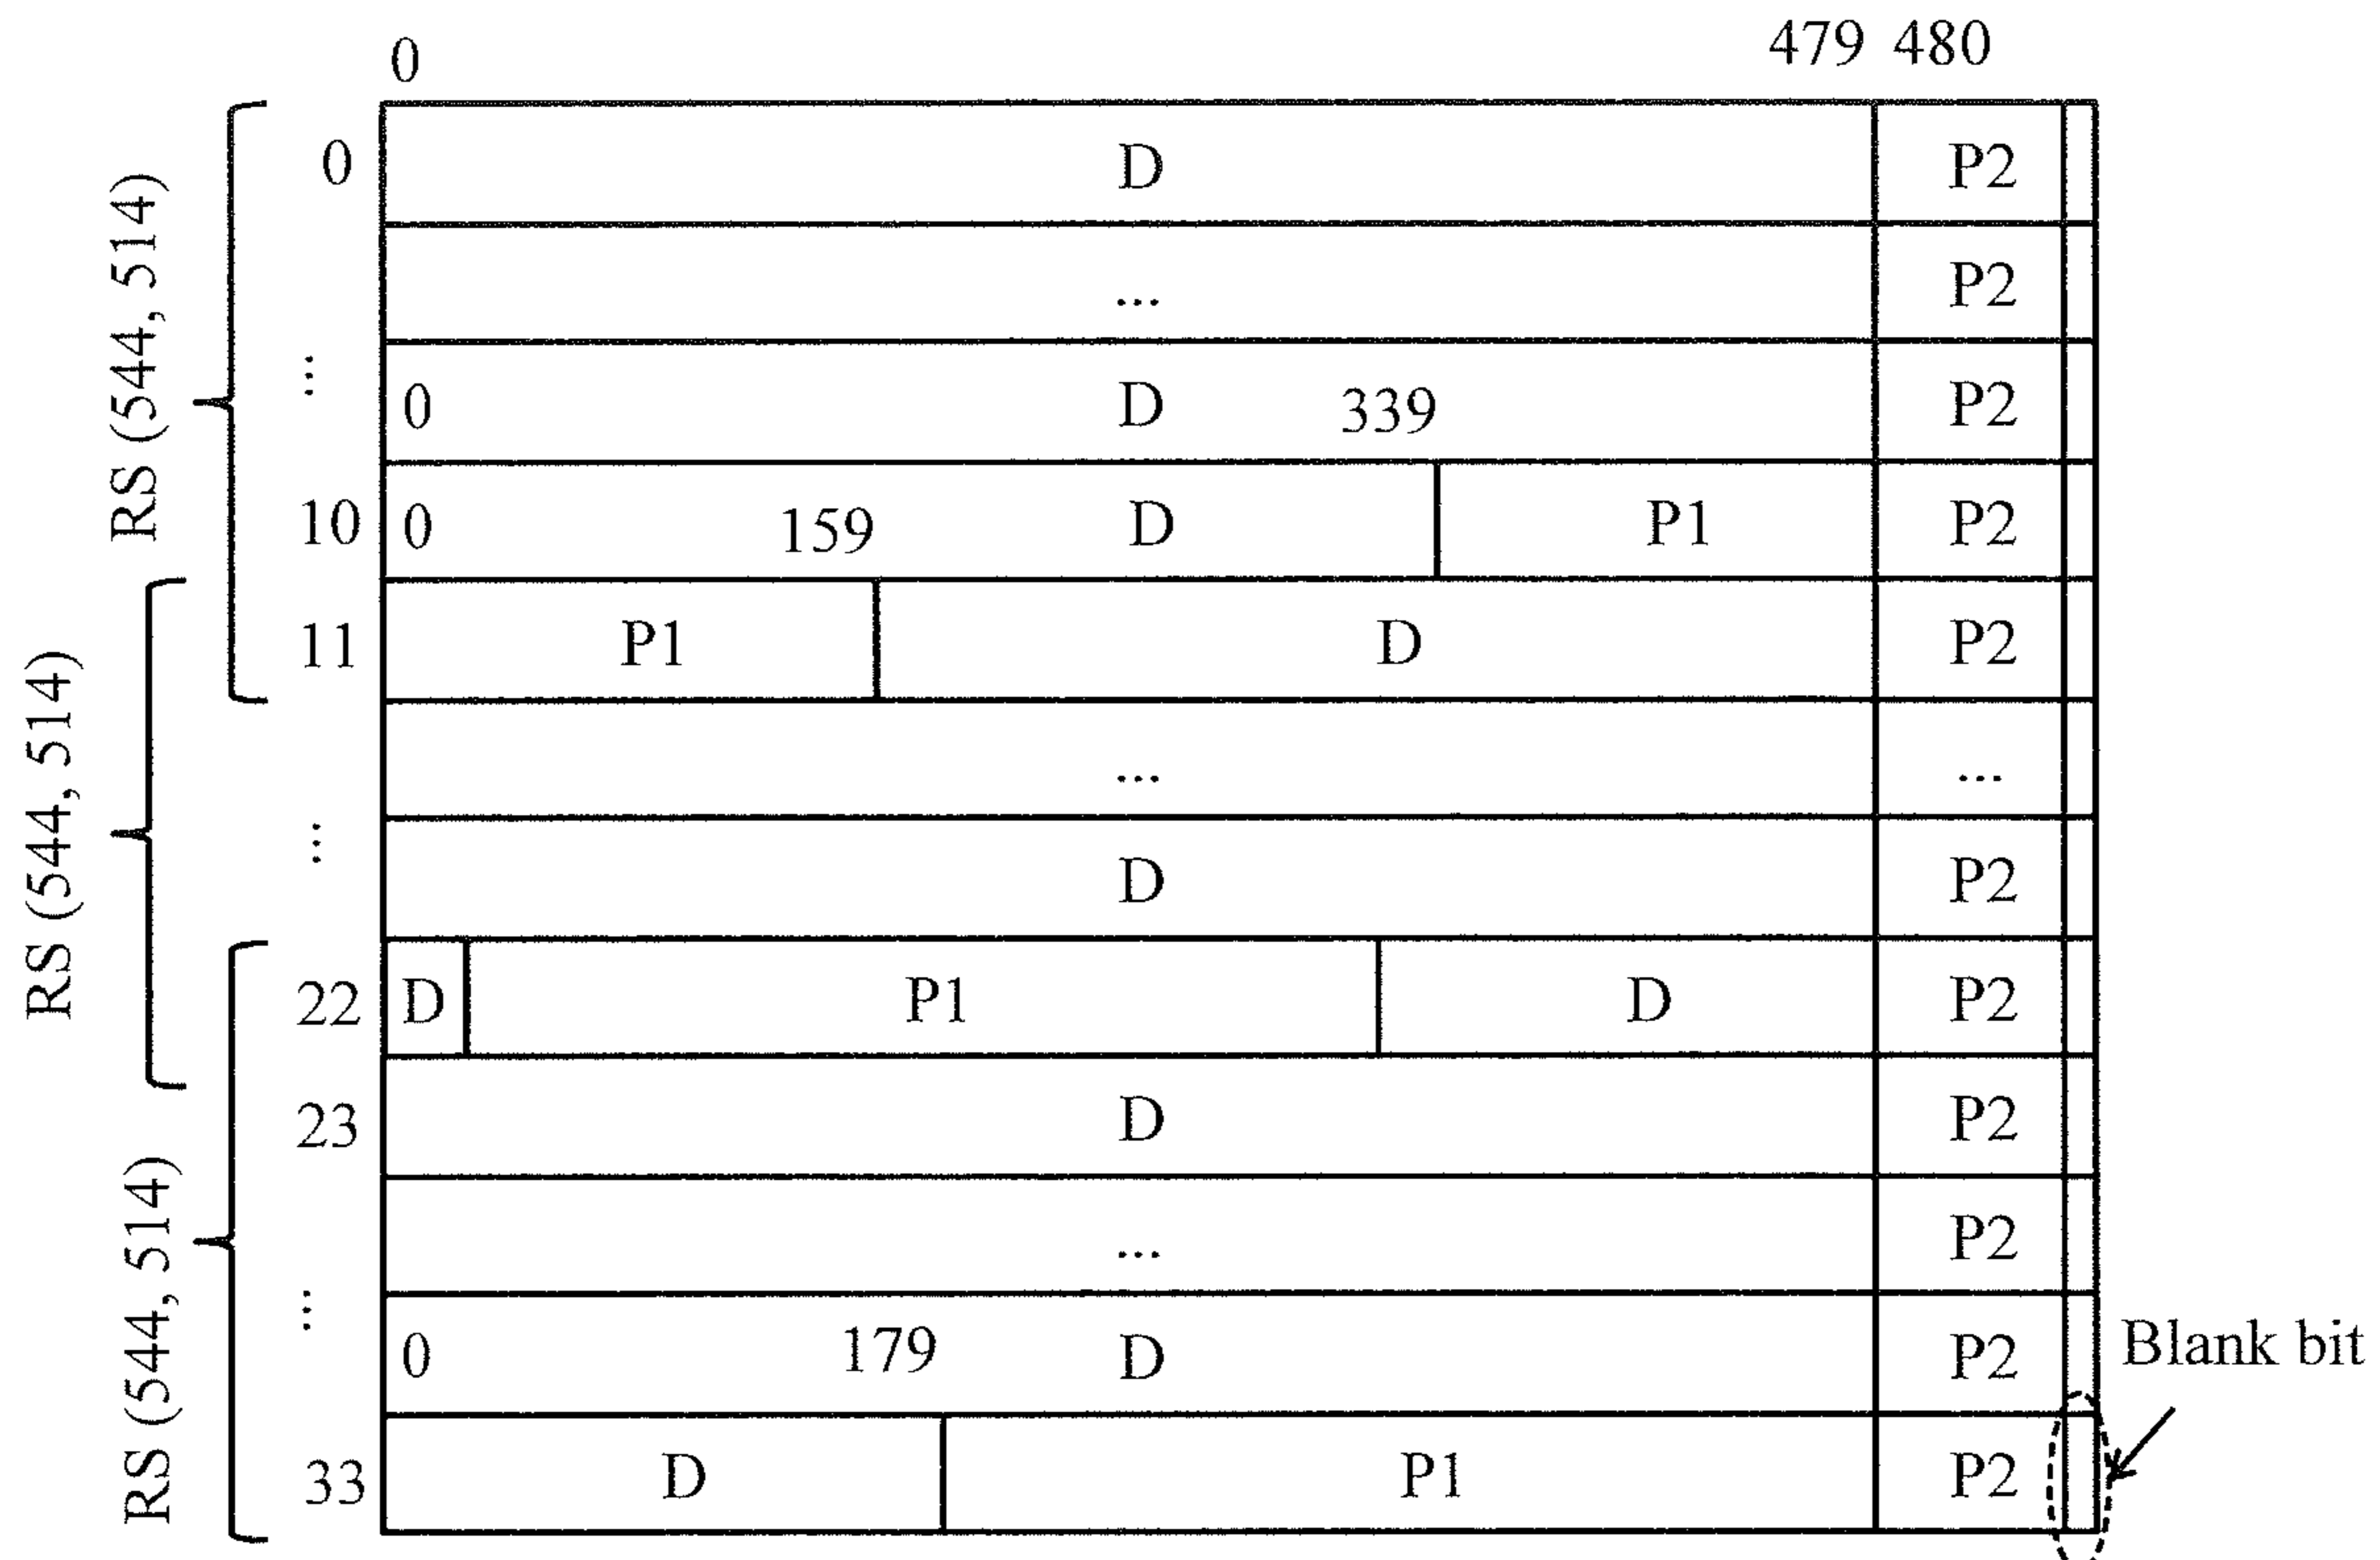 0 479 480
0 D P2
... P2
... 0 D 339 P2
10 0 159 D P1 P2
11 P1 D P2
... ...
... D P2
22 D P1 D P2
23 D P2
... P2
... 0 179 D P2
33 D P1 P2
RS (544, 514)
RS (544, 514)
RS (544, 514)
Blank bit